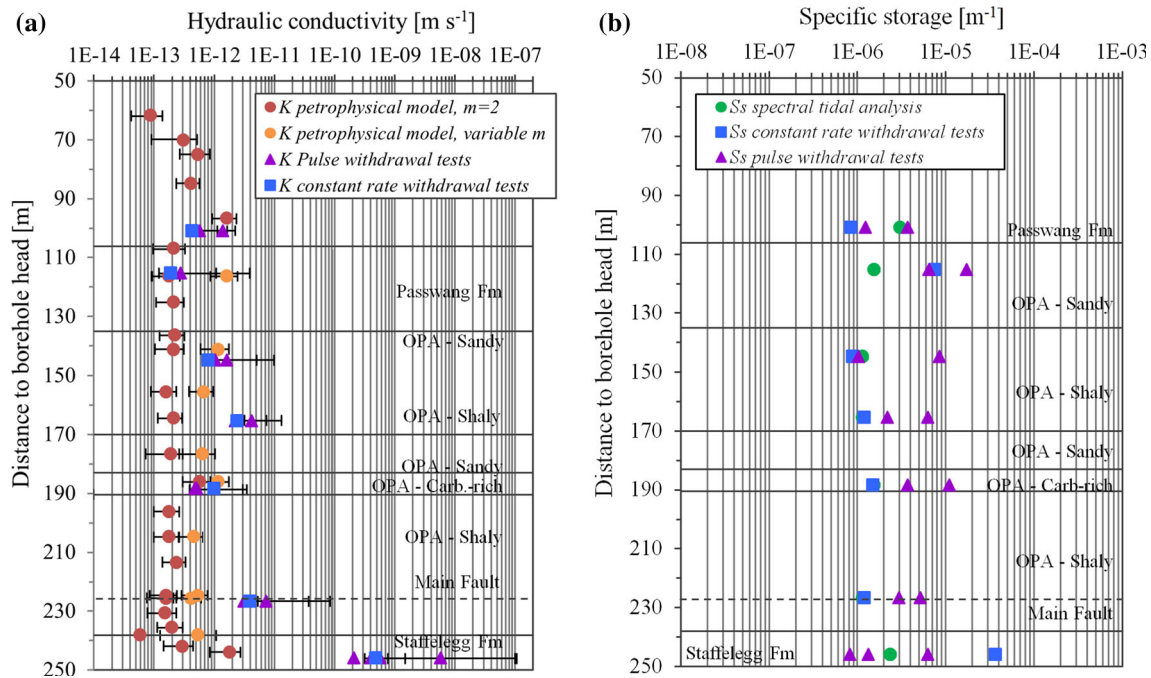 (a)
Hydraulic conductivity [m s-1]
1E-13 1E-12 1E-11 1E-10 1E-09 1E-08 1E-07
Distance to borehole head [m]
50
70
90
110
130
150
170
190
210
230
250
K petrophysical model, m=2
K petrophysical model, variable m
K Pulse withdrawal tests
K constant rate withdrawal tests
Passwang Fm
OPA - Sandy
OPA - Shaly
OPA - Sandy
OPA - Carb.-rich
OPA - Shaly
Main Fault
Staffelegg Fm
(b)
Specific storage [m-1]
1E-08 1E-07 1E-06 1E-05 1E-04 1E-03
Distance to borehole head [m]
50
70
90
110
130
150
170
190
210
230
250
Ss spectral tidal analysis
Ss constant rate withdrawal tests
Ss pulse withdrawal tests
Passwang Fm
OPA - Sandy
OPA - Shaly
OPA - Sandy
OPA - Carb-rich
OPA - Shaly
Main Fault
Staffelegg Fm